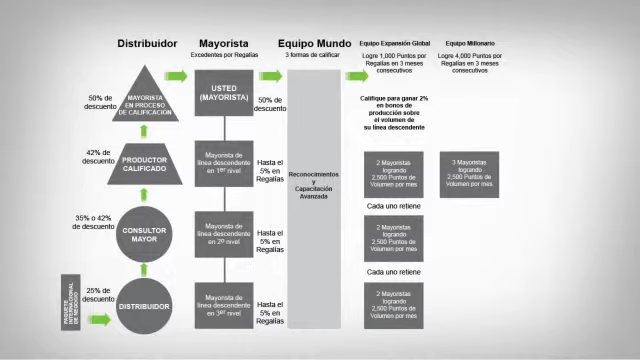 Distribuidor
Mayorista
Excedentes por Regalías
Equipo Mundo
3 formas de calificar
Equipo Expansión Global
Logre 1,000 Puntos por
Regalías en 3 meses
consecutivos
Equipo Millonario
Logre 4,000 Puntos por
Regalías en 3 meses
consecutivos
50% de
descuento
MAYORISTA
EN PROCESO
DE CALIFICACIÓN
USTED
(MAYORISTA)
50% de
descuento
Califique para ganar 2%
en bonos de
producción sobre
el volumen de
su línea descendente
42% de
descuento
PRODUCTOR
CALIFICADO
Mayorista de
línea descendente
en 1er nivel
Hasta el
5% en
Regalías
Reconocimientos
y
Capacitación
Avanzada
2 Mayoristas
logrando
2,500 Puntos de
Volumen por mes
3 Mayoristas
logrando
2,500 Puntos de
Volumen por mes
Cada uno retiene
35% o 42%
de descuento
CONSULTOR
MAYOR
Mayorista de
línea descendente
en 2º nivel
Hasta el
5% en
Regalías
2 Mayoristas
logrando
2,500 Puntos de
Volumen por mes
Cada uno retiene
PAQUETE
INTERNACIONAL
DE NEGOCIO
25% de
descuento
DISTRIBUIDOR
Mayorista de
línea descendente
en 3er nivel
Hasta el
5% en
Regalías
2 Mayoristas
logrando
2,500 Puntos de
Volumen por mes